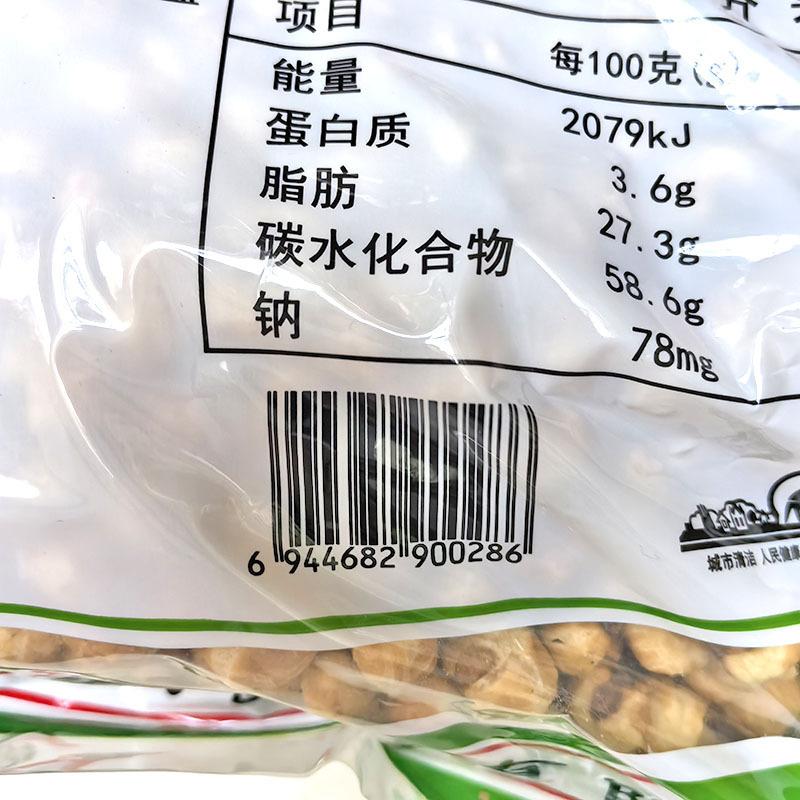 项目 每100克(g)
能量 2079kJ
蛋白质 3.6g
脂肪 27.3g
碳水化合物 58.6g
钠 78mg
6 944682 900286
城市清洁 人民健康